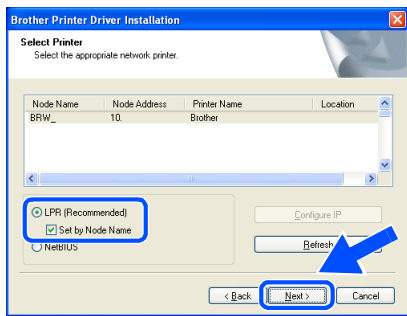 Brother Printer Driver Installation
Select Printer
Select the appropriate network printer.
Node Name Node Address Printer Name Location
BRW_ 10. Brother
LPR (Recommended)
Set by Node Name
NetBIOS
Configure IP
Refresh
< Back Next > Cancel